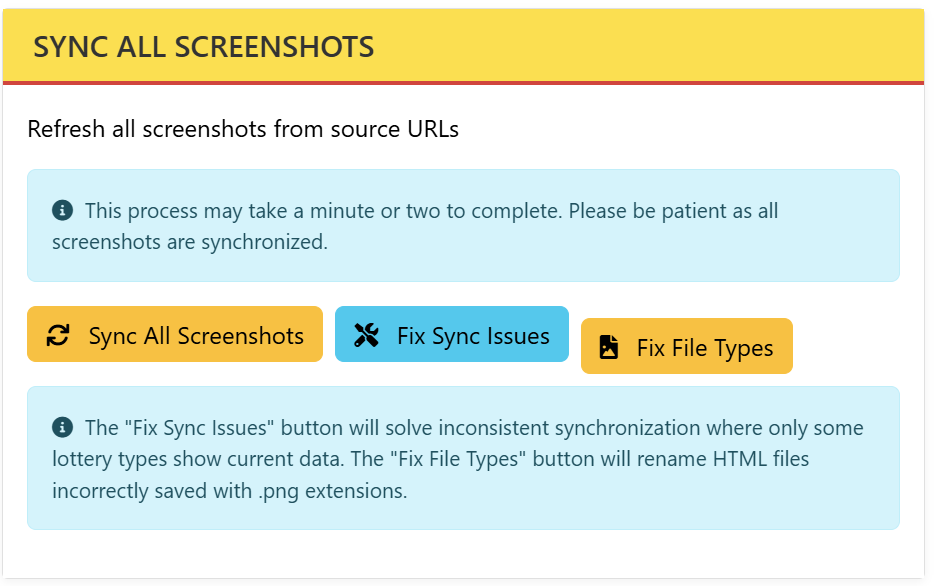 SYNC ALL SCREENSHOTS
Refresh all screenshots from source URLs
This process may take a minute or two to complete. Please be patient as all
screenshots are synchronized.
Sync All Screenshots
Fix Sync Issues
Fix File Types
The "Fix Sync Issues" button will solve inconsistent synchronization where only some
lottery types show current data. The "Fix File Types" button will rename HTML files
incorrectly saved with .png extensions.